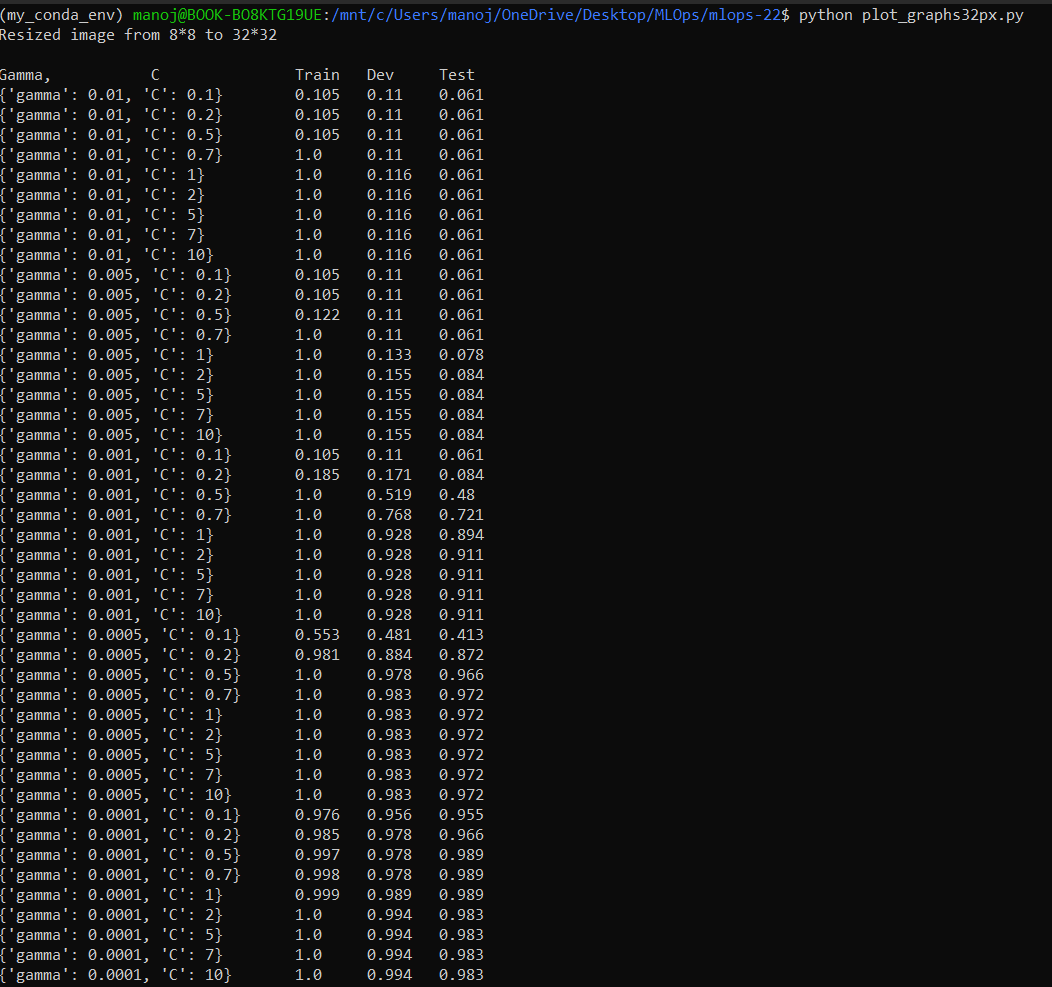 (my_conda_env) manoj@BOOK-BO8KTG19UE:/mnt/c/Users/manoj/OneDrive/Desktop/MLOps/mlops-22$ python plot_graphs32px.py
Resized image from 8*8 to 32*32
Gamma, C Train Dev Test
{'gamma': 0.01, 'C': 0.1} 0.105 0.11 0.061
{'gamma': 0.01, 'C': 0.2} 0.105 0.11 0.061
{'gamma': 0.01, 'C': 0.5} 0.105 0.11 0.061
{'gamma': 0.01, 'C': 0.7} 1.0 0.11 0.061
{'gamma': 0.01, 'C': 1} 1.0 0.116 0.061
{'gamma': 0.01, 'C': 2} 1.0 0.116 0.061
{'gamma': 0.01, 'C': 5} 1.0 0.116 0.061
{'gamma': 0.01, 'C': 7} 1.0 0.116 0.061
{'gamma': 0.01, 'C': 10} 1.0 0.116 0.061
{'gamma': 0.005, 'C': 0.1} 0.105 0.11 0.061
{'gamma': 0.005, 'C': 0.2} 0.105 0.11 0.061
{'gamma': 0.005, 'C': 0.5} 0.122 0.11 0.061
{'gamma': 0.005, 'C': 0.7} 1.0 0.11 0.061
{'gamma': 0.005, 'C': 1} 1.0 0.133 0.078
{'gamma': 0.005, 'C': 2} 1.0 0.155 0.084
{'gamma': 0.005, 'C': 5} 1.0 0.155 0.084
{'gamma': 0.005, 'C': 7} 1.0 0.155 0.084
{'gamma': 0.005, 'C': 10} 1.0 0.155 0.084
{'gamma': 0.001, 'C': 0.1} 0.105 0.11 0.061
{'gamma': 0.001, 'C': 0.2} 0.185 0.171 0.084
{'gamma': 0.001, 'C': 0.5} 1.0 0.519 0.48
{'gamma': 0.001, 'C': 0.7} 1.0 0.768 0.721
{'gamma': 0.001, 'C': 1} 1.0 0.928 0.894
{'gamma': 0.001, 'C': 2} 1.0 0.928 0.911
{'gamma': 0.001, 'C': 5} 1.0 0.928 0.911
{'gamma': 0.001, 'C': 7} 1.0 0.928 0.911
{'gamma': 0.001, 'C': 10} 1.0 0.928 0.911
{'gamma': 0.0005, 'C': 0.1} 0.553 0.481 0.413
{'gamma': 0.0005, 'C': 0.2} 0.981 0.884 0.872
{'gamma': 0.0005, 'C': 0.5} 1.0 0.978 0.966
{'gamma': 0.0005, 'C': 0.7} 1.0 0.983 0.972
{'gamma': 0.0005, 'C': 1} 1.0 0.983 0.972
{'gamma': 0.0005, 'C': 2} 1.0 0.983 0.972
{'gamma': 0.0005, 'C': 5} 1.0 0.983 0.972
{'gamma': 0.0005, 'C': 7} 1.0 0.983 0.972
{'gamma': 0.0005, 'C': 10} 1.0 0.983 0.972
{'gamma': 0.0001, 'C': 0.1} 0.976 0.956 0.955
{'gamma': 0.0001, 'C': 0.2} 0.985 0.978 0.966
{'gamma': 0.0001, 'C': 0.5} 0.997 0.978 0.989
{'gamma': 0.0001, 'C': 0.7} 0.998 0.978 0.989
{'gamma': 0.0001, 'C': 1} 0.999 0.989 0.989
{'gamma': 0.0001, 'C': 2} 1.0 0.994 0.983
{'gamma': 0.0001, 'C': 5} 1.0 0.994 0.983
{'gamma': 0.0001, 'C': 7} 1.0 0.994 0.983
{'gamma': 0.0001, 'C': 10} 1.0 0.994 0.983